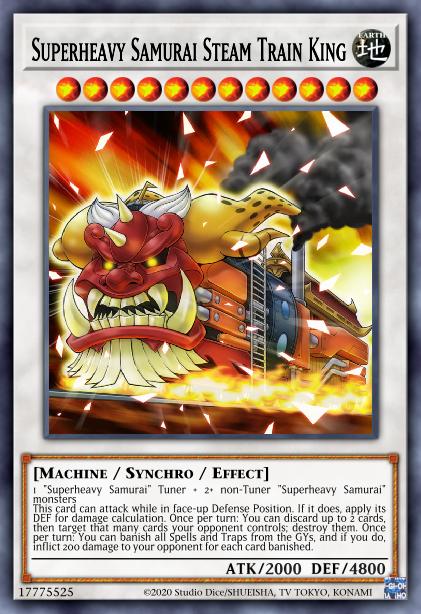 Superheavy Samurai Steam Train King
EARTH
地
[Machine / Synchro / Effect]
1 "Superheavy Samurai" Tuner + 2+ non-Tuner "Superheavy Samurai"
monsters
This card can attack while in face-up Defense Position. If it does, apply its
DEF for damage calculation. Once per turn: You can discard up to 2 cards,
then target that many cards your opponent controls; destroy them. Once
per turn: You can banish all Spells and Traps from the GYs, and if you do,
inflict 200 damage to your opponent for each card banished.
ATK/2000 DEF/4800
17775525
©2020 Studio Dice/SHUEISHA, TV TOKYO, KONAMI